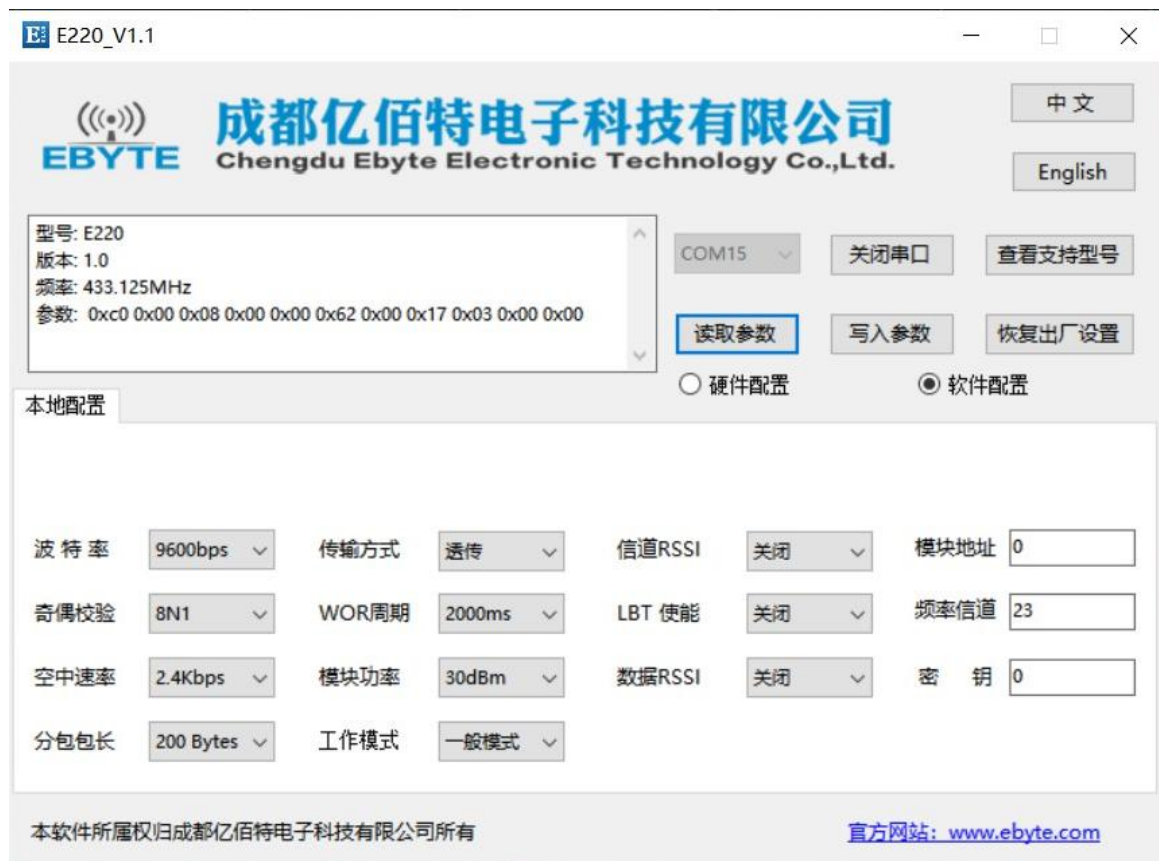 E220_V1.1
EBYTE
成都亿佰特电子科技有限公司
Chengdu Ebyte Electronic Technology Co.,Ltd.
中 文
English
型号: E220
版本: 1.0
频率: 433.125MHz
参数: 0xc0 0x00 0x08 0x00 0x00 0x62 0x00 0x17 0x03 0x00 0x00
COM15 关闭串口 查看支持型号
读取参数 写入参数 恢复出厂设置
硬件配置 软件配置
本地配置
波 特 率 9600bps 传输方式 透传 信道RSSI 关闭 模块地址 0
奇偶校验 8N1 WOR周期 2000ms LBT 使能 关闭 频率信道 23
空中速率 2.4Kbps 模块功率 30dBm 数据RSSI 关闭 密 钥 0
分包包长 200 Bytes 工作模式 一般模式
本软件所属权归成都亿佰特电子科技有限公司所有 官方网站：www.ebyte.com